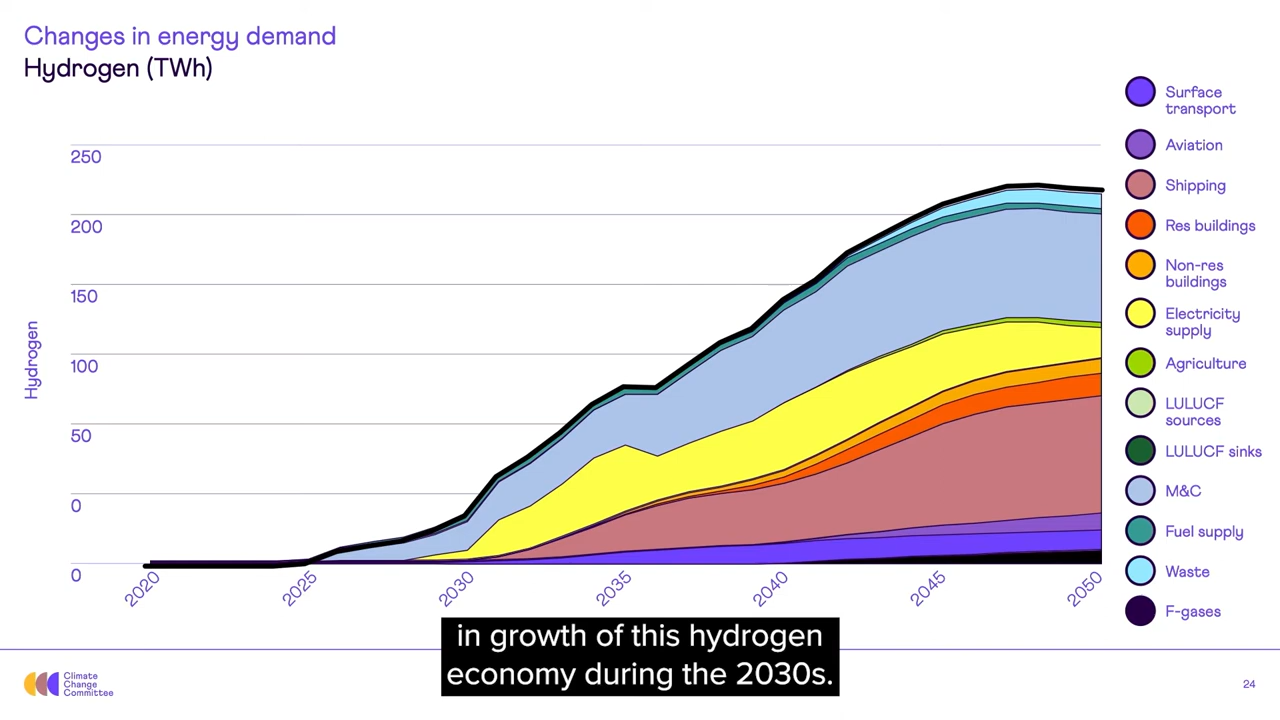 Changes in energy demand
Hydrogen (TWh)
Hydrogen
250
200
150
100
50
0
0
2020
2025
2030
2035
2040
2045
2050
Surface
transport
Aviation
Shipping
Res buildings
Non-res
buildings
Electricity
supply
Agriculture
LULUCF
sources
LULUCF sinks
M&C
Fuel supply
Waste
F-gases
in growth of this hydrogen
economy during the 2030s.
Climate
Change
Committee
24